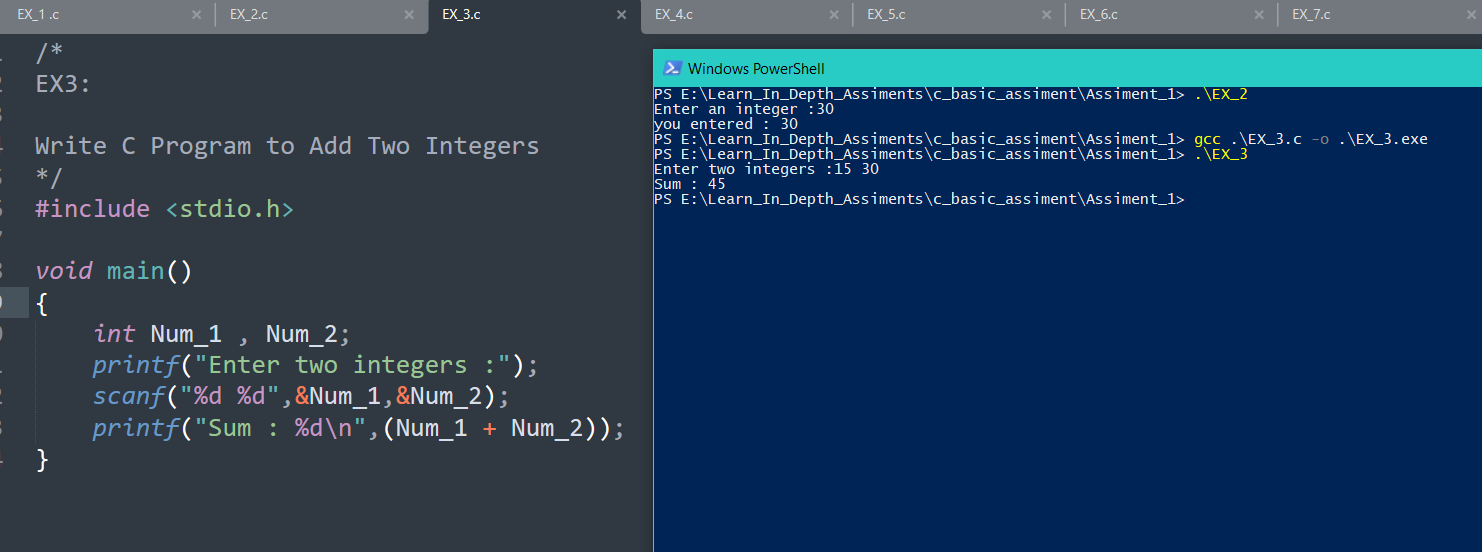 EX_1 .c
EX_2.c
EX_3.c
EX_4.c
EX_5.c
EX_6.c
EX_7.c
/*
EX3:
Write C Program to Add Two Integers
*/
#include <stdio.h>
void main()
{
int Num_1 , Num_2;
printf("Enter two integers :");
scanf("%d %d",&Num_1,&Num_2);
printf("Sum : %d\n",(Num_1 + Num_2));
}
Windows PowerShell
PS E:\Learn_In_Depth_Assiments\c_basic_assiment\Assiment_1> .\EX_2
Enter an integer :30
you entered : 30
PS E:\Learn_In_Depth_Assiments\c_basic_assiment\Assiment_1> gcc .\EX_3.c -o .\EX_3.exe
PS E:\Learn_In_Depth_Assiments\c_basic_assiment\Assiment_1> .\EX_3
Enter two integers :15 30
Sum : 45
PS E:\Learn_In_Depth_Assiments\c_basic_assiment\Assiment_1>